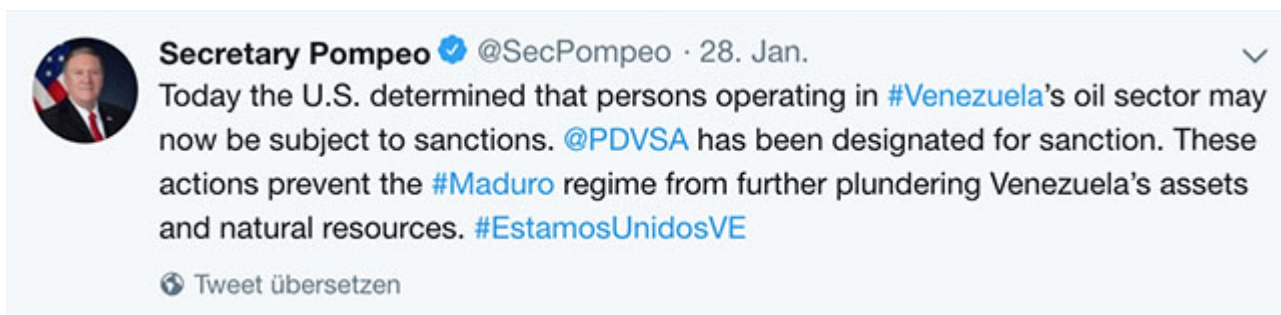 Secretary Pompeo @SecPompeo · 28. Jan.
Today the U.S. determined that persons operating in #Venezuela's oil sector may
now be subject to sanctions. @PDVSA has been designated for sanction. These
actions prevent the #Maduro regime from further plundering Venezuela's assets
and natural resources. #EstamosUnidosVE
Tweet übersetzen